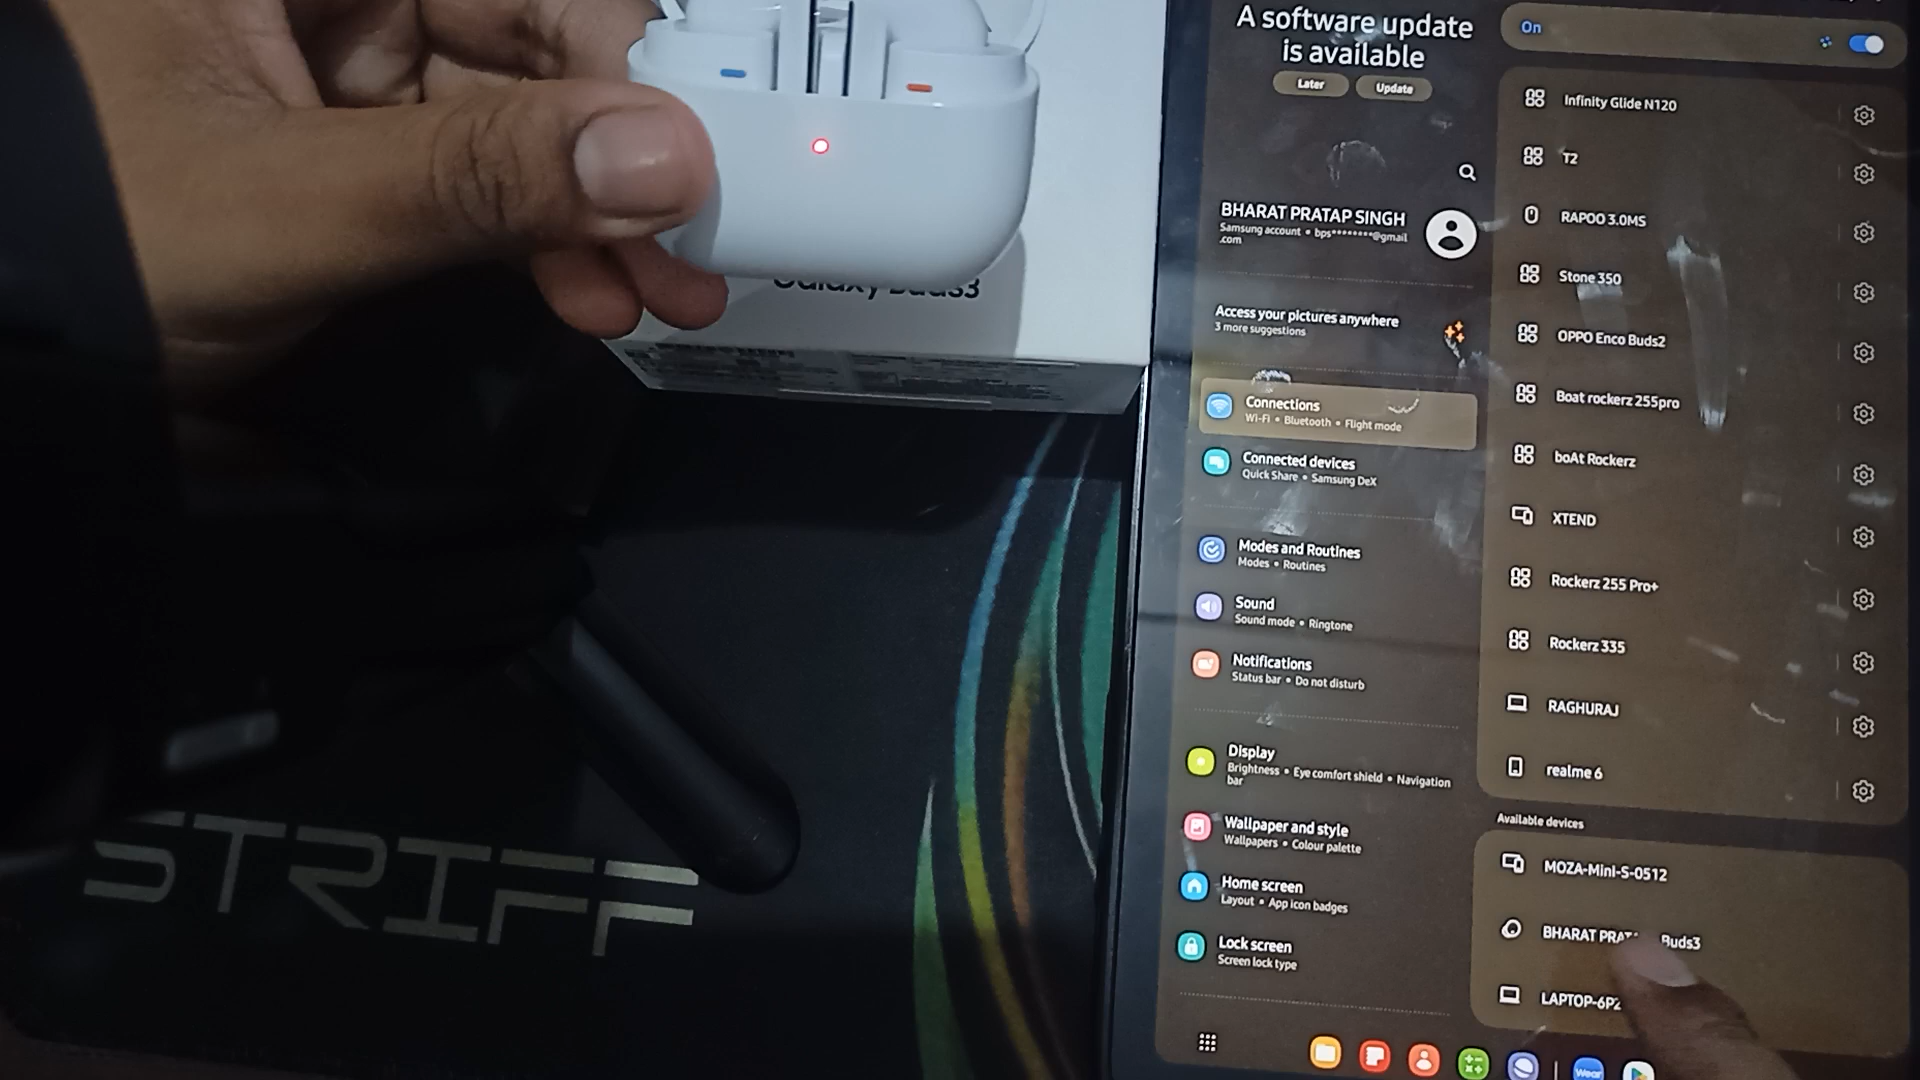 Galaxy Buds3
STRIFF
A software update
is available
Later
Update
BHARAT PRATAP SINGH
Samsung account • bps********@gmail
.com
Access your pictures anywhere
3 more suggestions
Connections
Wi-Fi • Bluetooth • Flight mode
Connected devices
Quick Share • Samsung DeX
Modes and Routines
Modes • Routines
Sound
Sound mode • Ringtone
Notifications
Status bar • Do not disturb
Display
Brightness • Eye comfort shield • Navigation
bar
Wallpaper and style
Wallpapers • Colour palette
Home screen
Layout • App icon badges
Lock screen
Screen lock type
On
Infinity Glide N120
T2
RAPOO 3.0MS
Stone 350
OPPO Enco Buds2
Boat rockerz 255pro
boAt Rockerz
XTEND
Rockerz 255 Pro+
Rockerz 335
RAGHURAJ
realme 6
Available devices
MOZA-Mini-S-0512
BHARAT Buds3
Wear